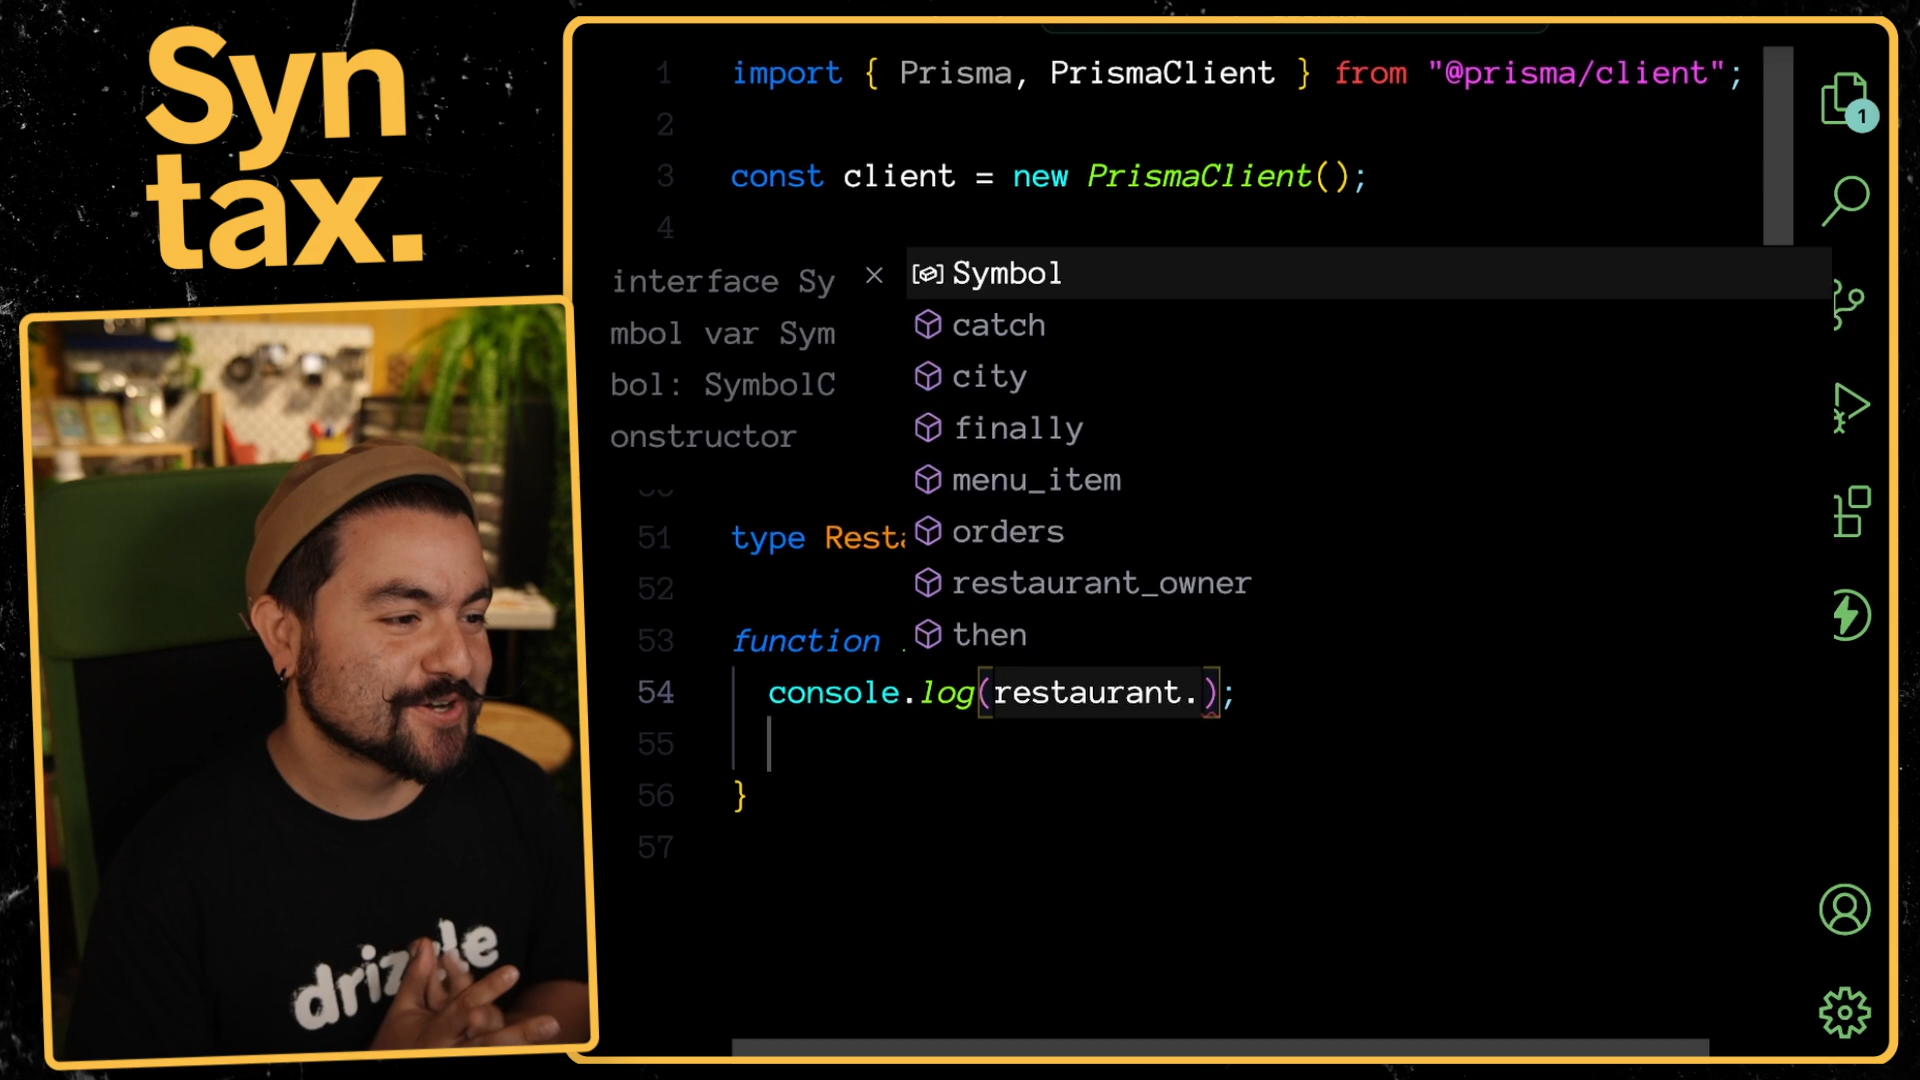 Syn
tax.
1 import { Prisma, PrismaClient } from "@prisma/client";
2
3 const client = new PrismaClient();
4
interface Sy
mbol var Sym
bol: SymbolC
onstructor
Symbol
catch
city
finally
menu_item
orders
restaurant_owner
then
51 type Resta
52
53 function .
54 console.log(restaurant.);
55
56 }
57
1
drizzle